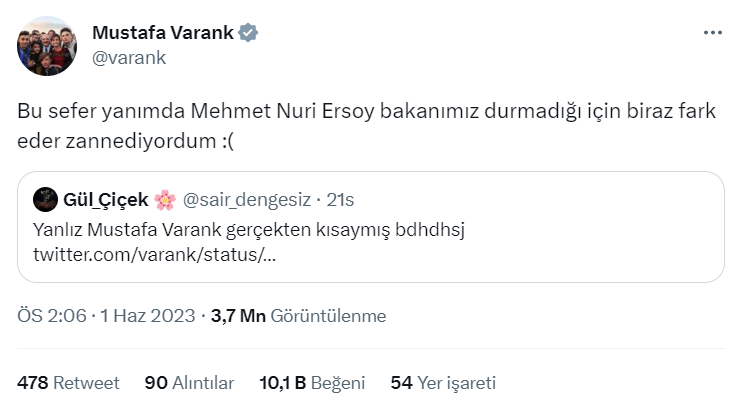 Mustafa Varank
@varank
Bu sefer yanımda Mehmet Nuri Ersoy bakanımız durmadığı için biraz fark
eder zannediyordum :(
Gül_Çiçek 🌸 @sair_dengesiz · 21s
Yanlız Mustafa Varank gerçekten kısaymış bdhdhsj
twitter.com/varank/status/...
ÖS 2:06 · 1 Haz 2023 · 3,7 Mn Görüntülenme
478 Retweet 90 Alıntılar 10,1 B Beğeni 54 Yer işareti